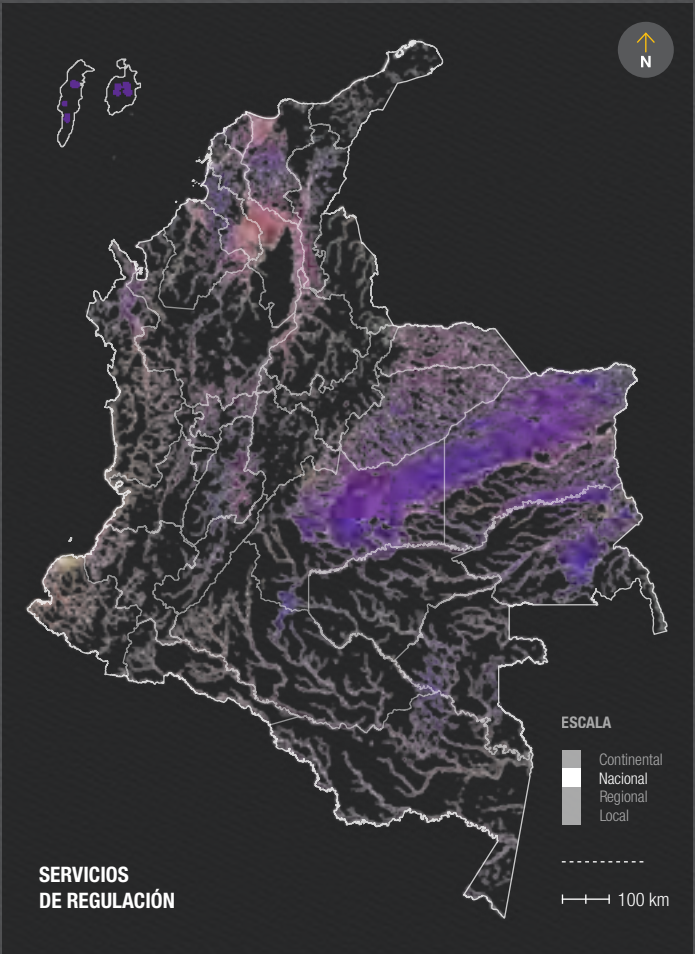 N
ESCALA
Continental
Nacional
Regional
Local
100 km
SERVICIOS
DE REGULACIÓN